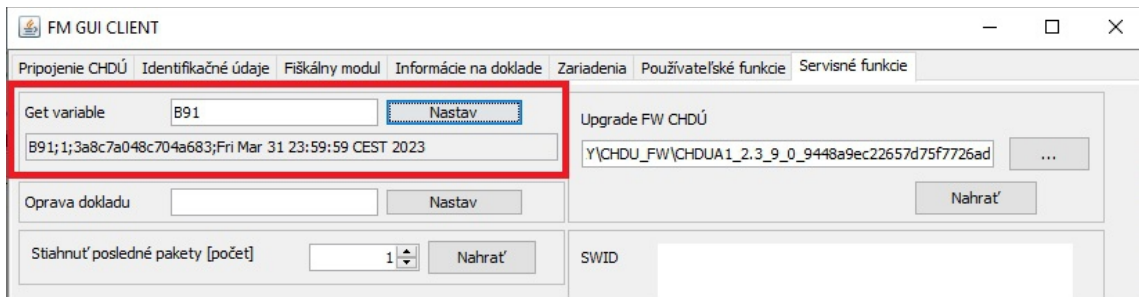 FM GUI CLIENT
Pripojenie CHDÚ Identifikačné údaje Fiškálny modul Informácie na doklade Zariadenia Používateľské funkcie Servisné funkcie
Get variable B91 Nastav
B91;1;3a8c7a048c704a683;Fri Mar 31 23:59:59 CEST 2023
Oprava dokladu Nastav
Stiahnuť posledné pakety [počet] 1 Nahrať
Upgrade FW CHDÚ
Y\CHDU_FW\CHDUA1_2.3_9_0_9448a9ec22657d75f7726ad ...
Nahrať
SWID